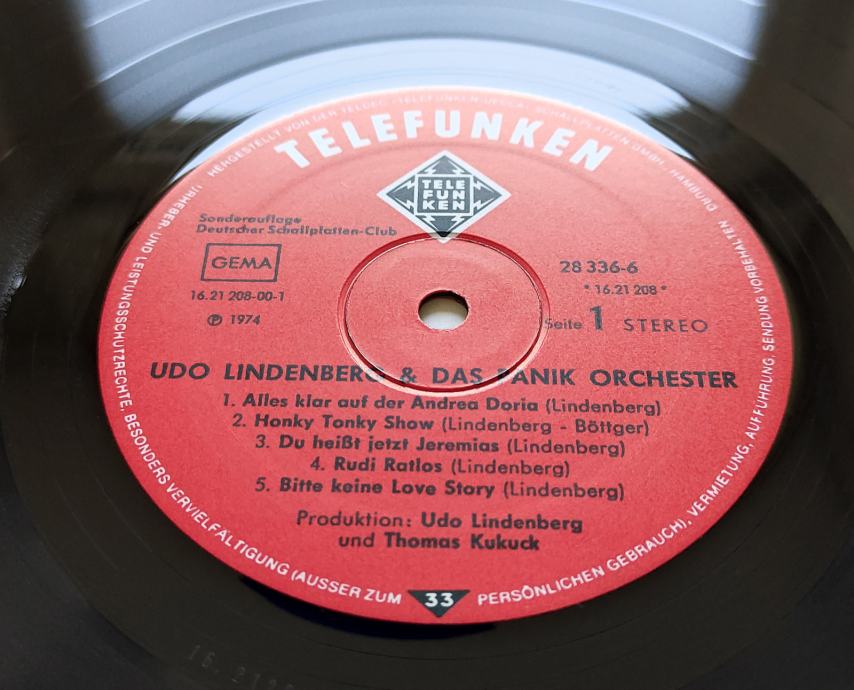 HERGESTELLT VON DER TELDEC »TELEFUNKEN-DECCA« SCHALLPLATTEN GMBH., HAMBURG
TELEFUNKEN
TELE
FUN
KEN
Sonderauflage
Deutscher Schallplatten-Club
GEMA
16.21 208-00-1
℗ 1974
28 336-6
* 16.21 208 *
Seite 1 STEREO
UDO LINDENBERG & DAS PANIK ORCHESTER
1. Alles klar auf der Andrea Doria (Lindenberg)
2. Honky Tonky Show (Lindenberg - Böttger)
3. Du heißt jetzt Jeremias (Lindenberg)
4. Rudi Ratlos (Lindenberg)
5. Bitte keine Love Story (Lindenberg)
Produktion: Udo Lindenberg
und Thomas Kukuck
URHEBER- UND LEISTUNGSSCHUTZRECHTE, BESONDERS VERVIELFÄLTIGUNG (AUSSER ZUM PERSÖNLICHEN GEBRAUCH), VERMIETUNG, AUFFÜHRUNG, SENDUNG VORBEHALTEN
33